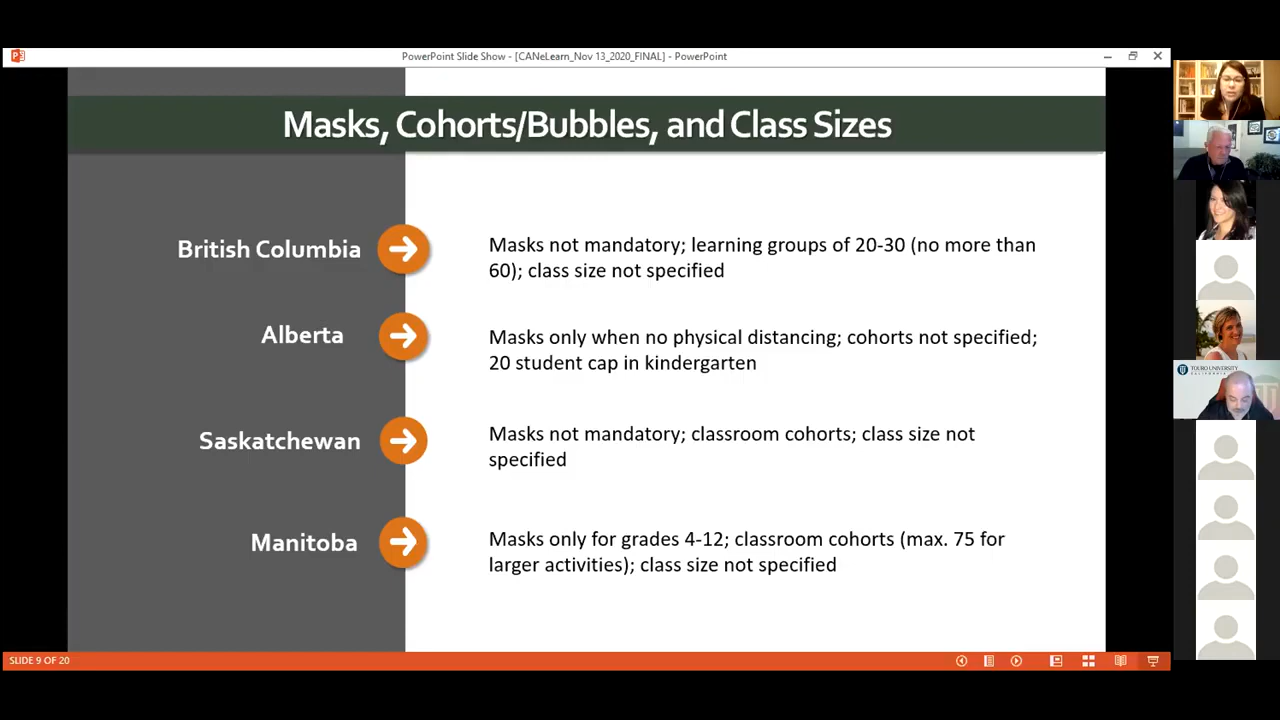 PowerPoint Slide Show - [CANeLearn_Nov 13_2020_FINAL] - PowerPoint
Masks, Cohorts/Bubbles, and Class Sizes
British Columbia
Masks not mandatory; learning groups of 20-30 (no more than
60); class size not specified
Alberta
Masks only when no physical distancing; cohorts not specified;
20 student cap in kindergarten
Saskatchewan
Masks not mandatory; classroom cohorts; class size not
specified
Manitoba
Masks only for grades 4-12; classroom cohorts (max. 75 for
larger activities); class size not specified
SLIDE 9 OF 20
TOURO UNIVERSITY
CALIFORNIA